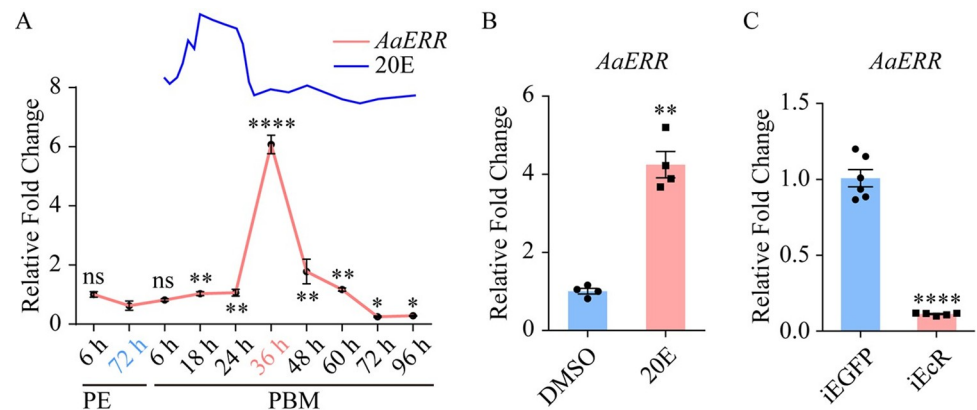 A
AaERR
20E
Relative Fold Change
8
6
4
2
0
ns
ns
**
**
****
**
**
*
*
6 h
72 h
6 h
18 h
24 h
36 h
48 h
60 h
72 h
96 h
PE
PBM
B
AaERR
Relative Fold Change
6
4
2
0
**
DMSO
20E
C
AaERR
Relative Fold Change
1.5
1.0
0.5
0.0
****
iEGFP
iEcR